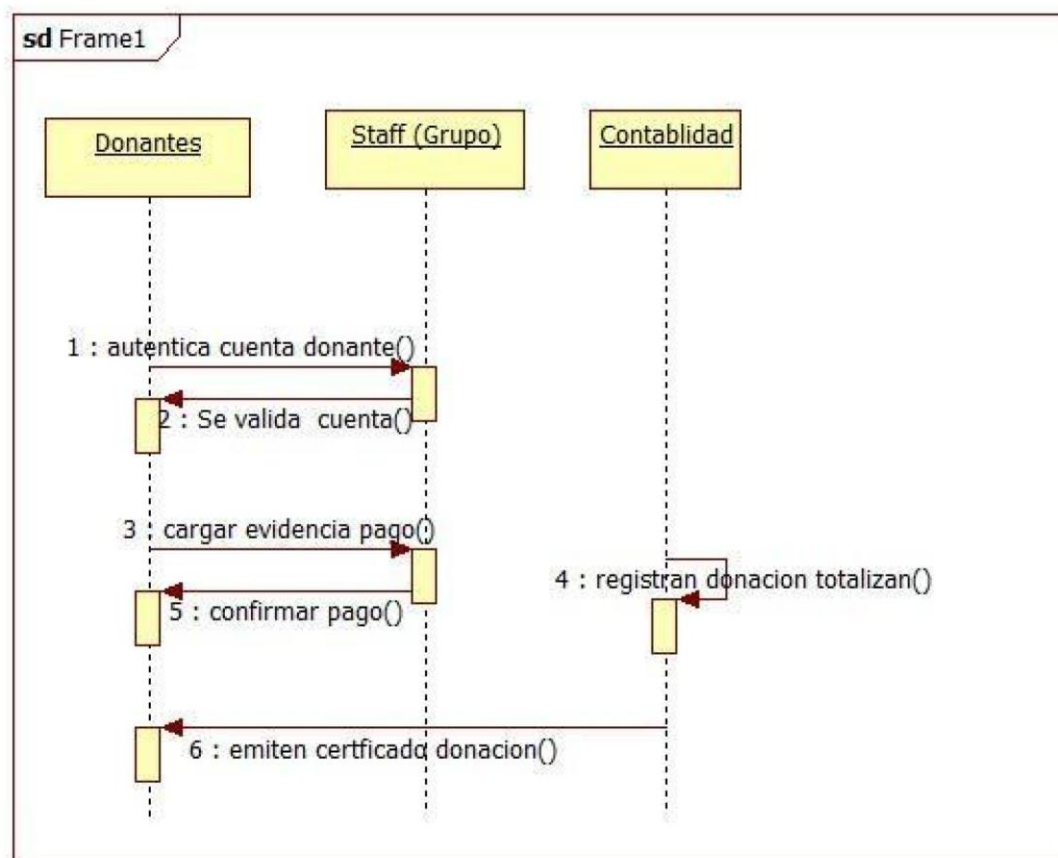 sd Frame1
Donantes
Staff (Grupo)
Contablidad
1 : autentica cuenta donante()
2 : Se valida  cuenta()
3 : cargar evidencia pago()
4 : registran donacion totalizan()
5 : confirmar pago()
6 : emiten certficado donacion()